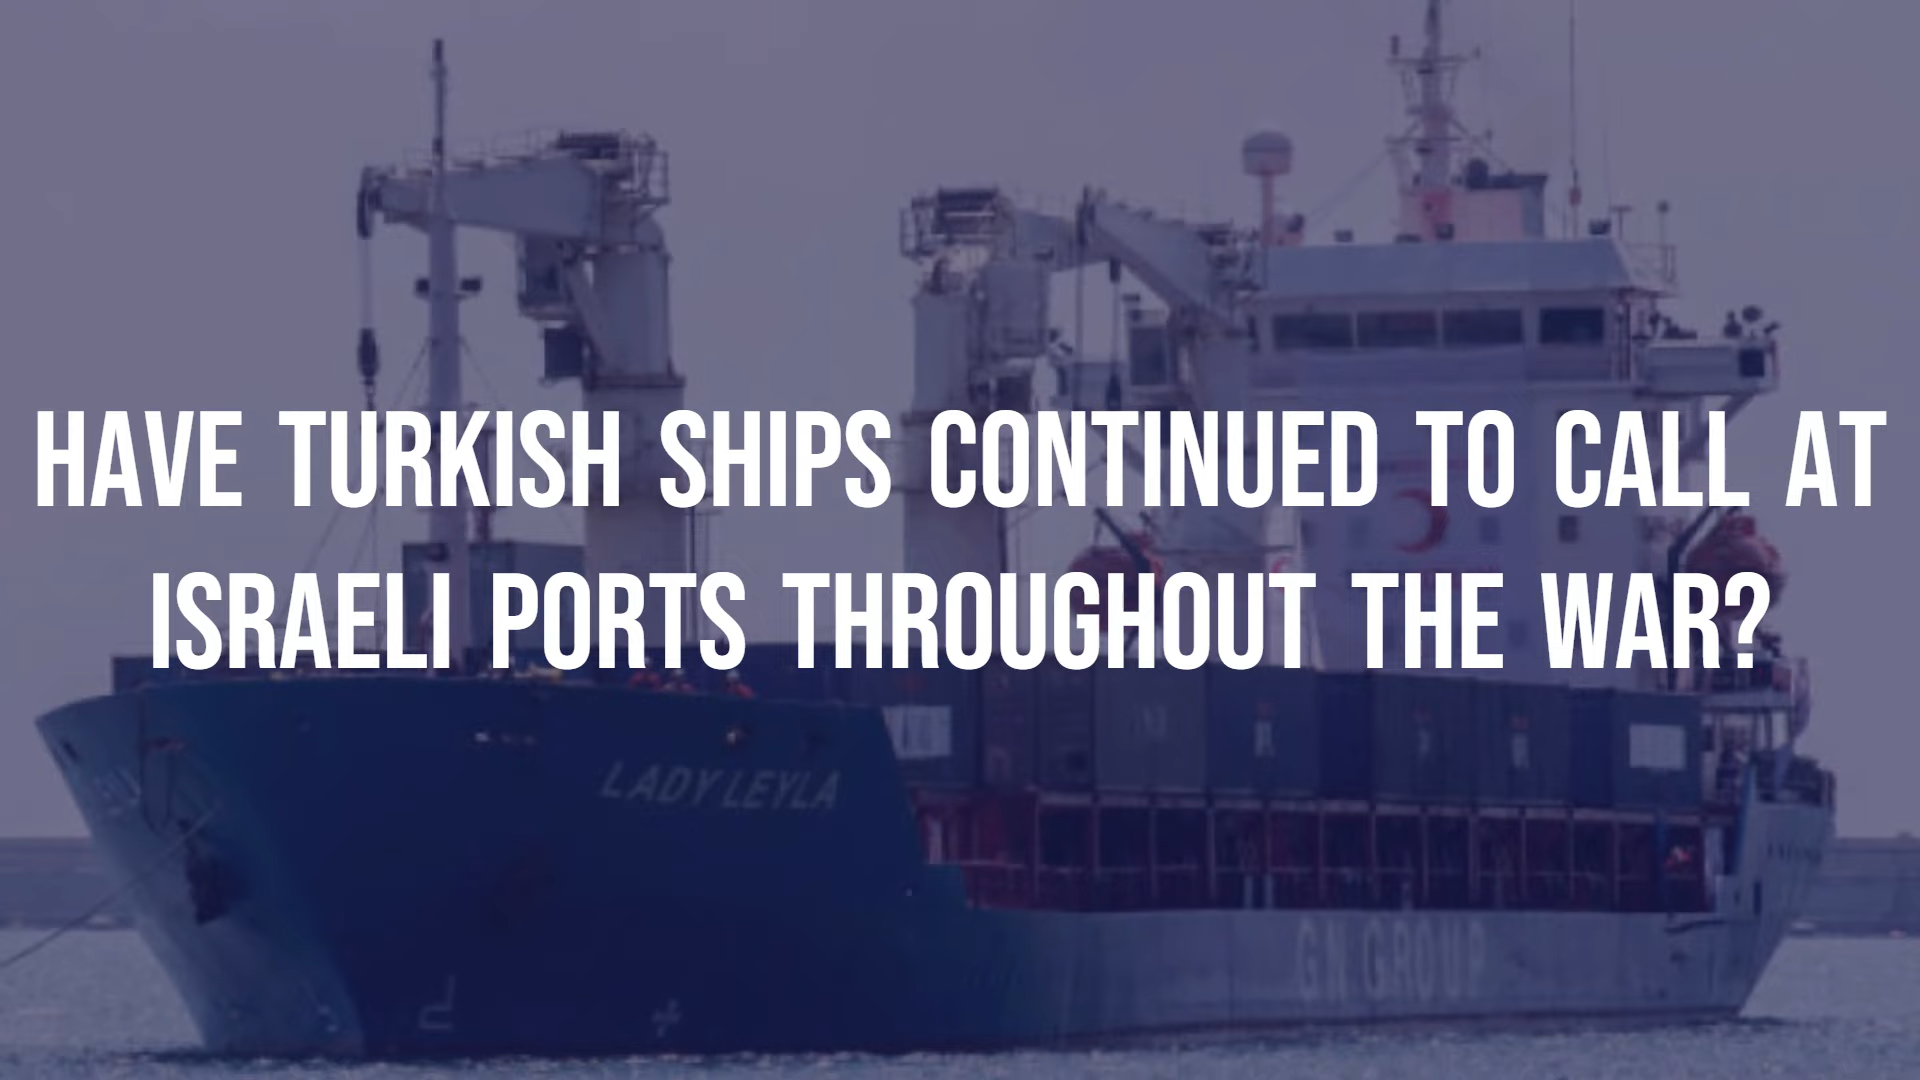 HAVE TURKISH SHIPS CONTINUED TO CALL AT
ISRAELI PORTS THROUGHOUT THE WAR?
LADY LEYLA
GN GROUP